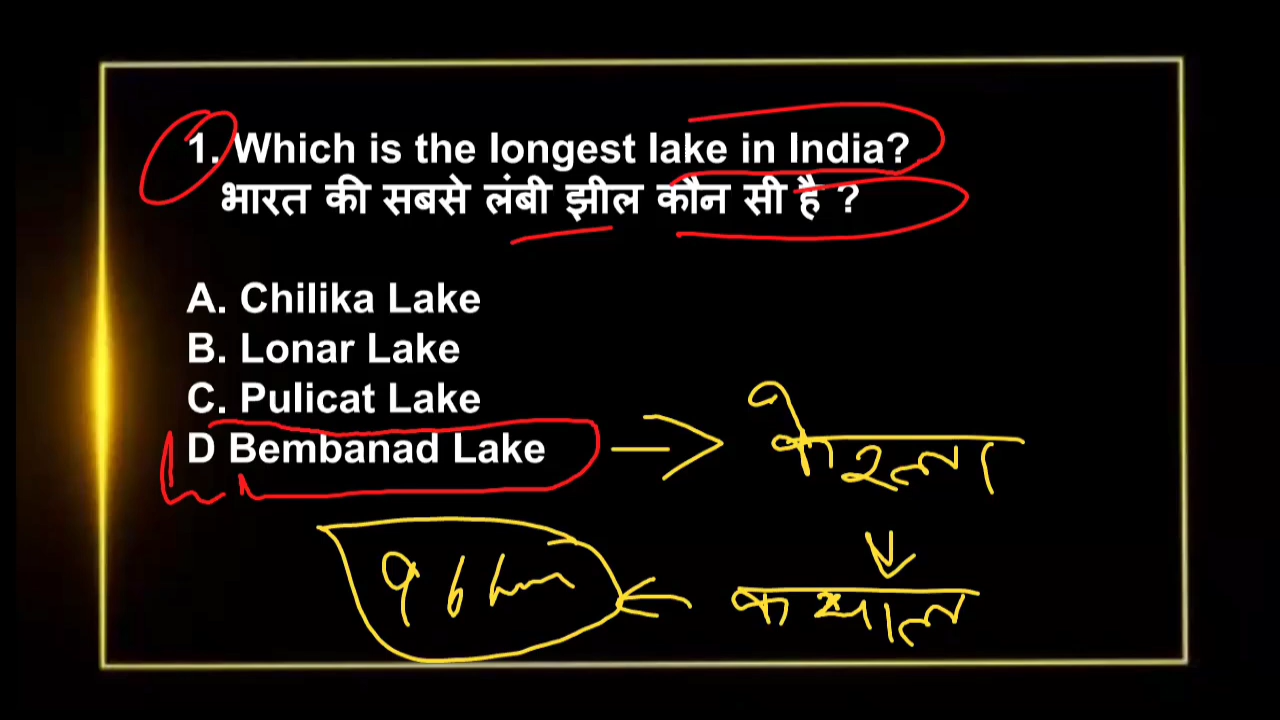 1. Which is the longest lake in India?
भारत की सबसे लंबी झील कौन सी है ?
A. Chilika Lake
B. Lonar Lake
C. Pulicat Lake
D Bembanad Lake
केरला
96 km
कयाल